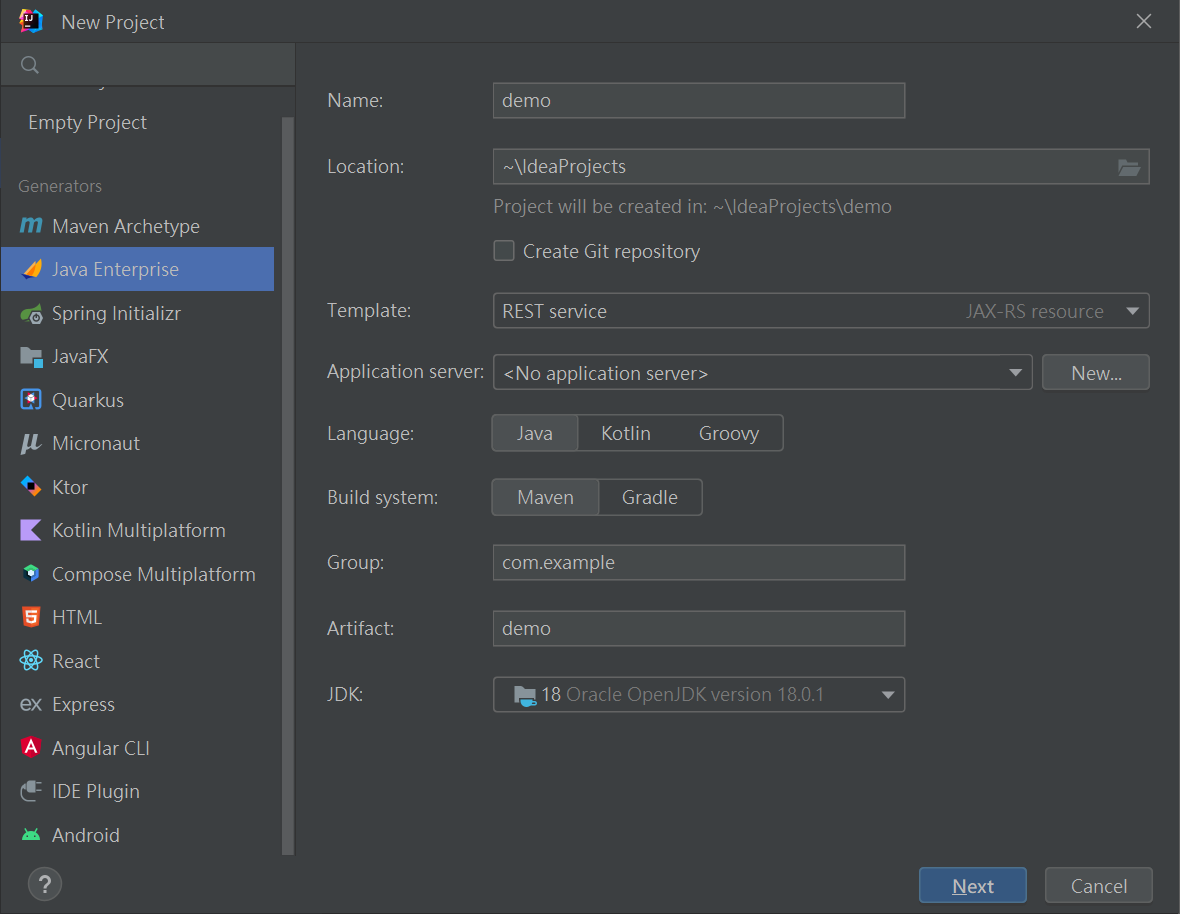 New Project
Empty Project
Generators
Maven Archetype
Java Enterprise
Spring Initializr
JavaFX
Quarkus
Micronaut
Ktor
Kotlin Multiplatform
Compose Multiplatform
HTML
React
Express
Angular CLI
IDE Plugin
Android
Name: demo
Location: ~\IdeaProjects
Project will be created in: ~\IdeaProjects\demo
Create Git repository
Template: REST service JAX-RS resource
Application server: <No application server> New...
Language: Java Kotlin Groovy
Build system: Maven Gradle
Group: com.example
Artifact: demo
JDK: 18 Oracle OpenJDK version 18.0.1
? Next Cancel